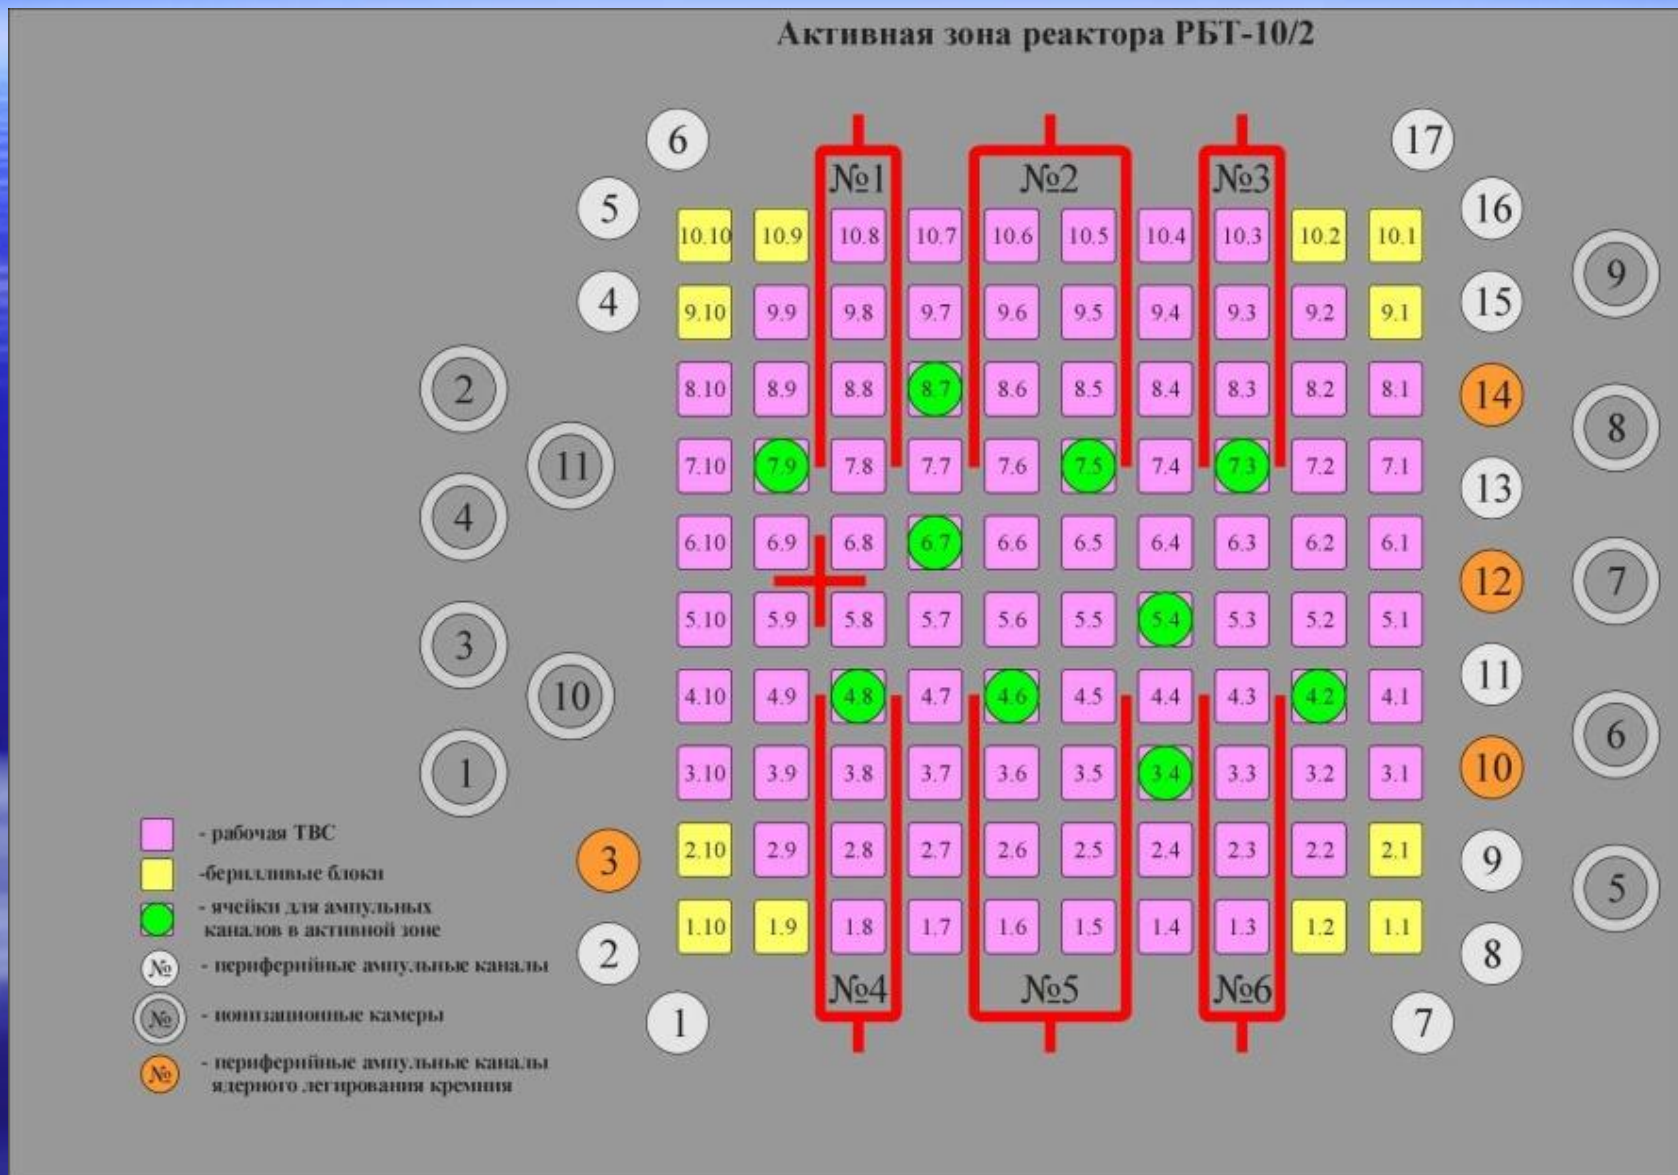 Активная зона реактора РБТ-10/2
6 17
№1 №2 №3
5 16
10.10 10.9 10.8 10.7 10.6 10.5 10.4 10.3 10.2 10.1
9
4 15
9.10 9.9 9.8 9.7 9.6 9.5 9.4 9.3 9.2 9.1
2 8.10 8.9 8.8 8.7 8.6 8.5 8.4 8.3 8.2 8.1 14
8
11 7.10 7.9 7.8 7.7 7.6 7.5 7.4 7.3 7.2 7.1 13
4 6.10 6.9 6.8 6.7 6.6 6.5 6.4 6.3 6.2 6.1
12 7
3 5.10 5.9 5.8 5.7 5.6 5.5 5.4 5.3 5.2 5.1
11
10 4.10 4.9 4.8 4.7 4.6 4.5 4.4 4.3 4.2 4.1
6
1 3.10 3.9 3.8 3.7 3.6 3.5 3.4 3.3 3.2 3.1 10
3 2.10 2.9 2.8 2.7 2.6 2.5 2.4 2.3 2.2 2.1 9
5
1.10 1.9 1.8 1.7 1.6 1.5 1.4 1.3 1.2 1.1
2 8
№4 №5 №6
1 7
- рабочая ТВС
-берилливые блоки
- ячейки для ампульных
каналов в активной зоне
№ - периферийные ампульные каналы
№ - ионизационные камеры
№ - периферийные ампульные каналы
ядерного легирования кремния